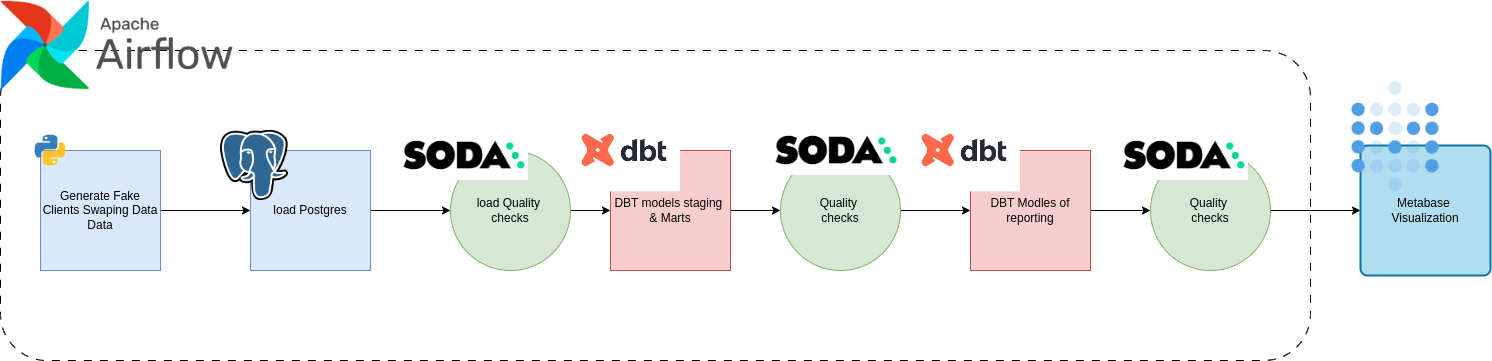 Apache
Airflow
SODA
dbt
SODA
dbt
SODA
Generate Fake
Clients Swaping Data
Data
load Postgres
load Quality
checks
DBT models staging
& Marts
Quality
checks
DBT Modles of
reporting
Quality
checks
Metabase
Visualization